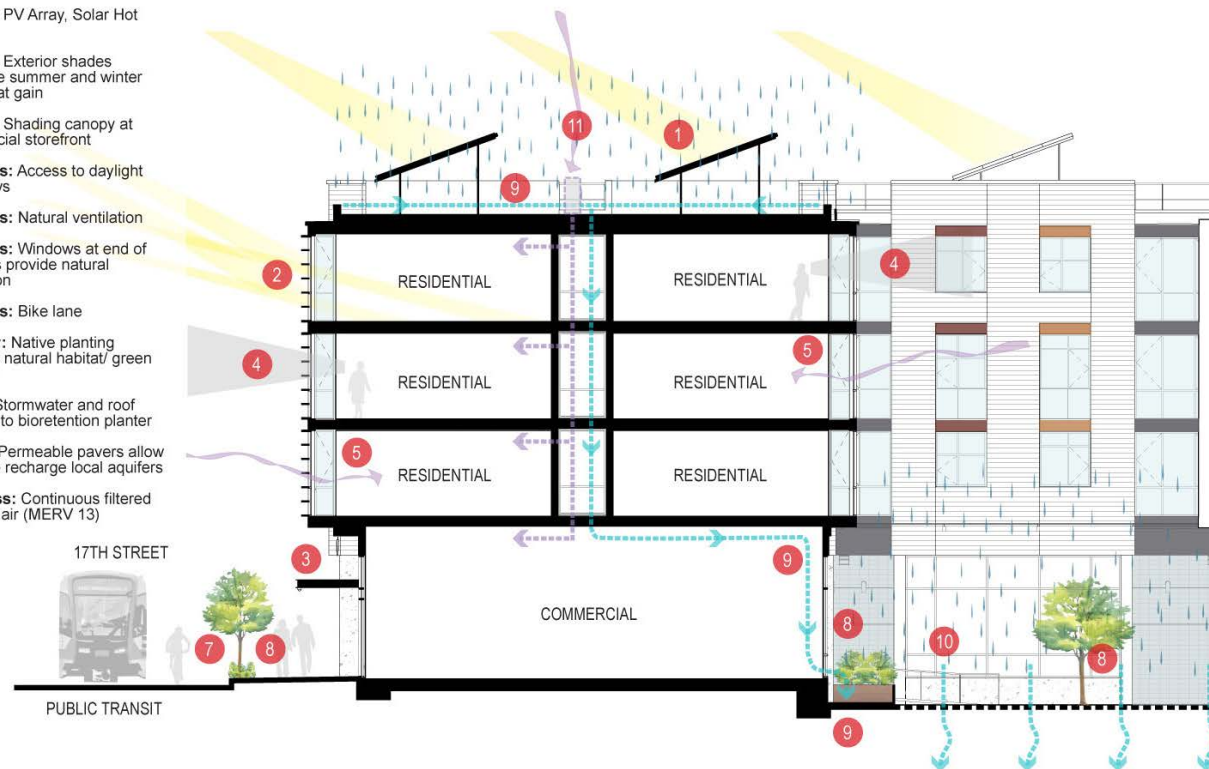 PV Array, Solar Hot
Exterior shades
e summer and winter
at gain
Shading canopy at
cial storefront
s: Access to daylight
ys
s: Natural ventilation
s: Windows at end of
s provide natural
on
s: Bike lane
r: Native planting
natural habitat/ green
Stormwater and roof
to bioretention planter
Permeable pavers allow
recharge local aquifers
ss: Continuous filtered
air (MERV 13)
11
1
9
2
RESIDENTIAL
RESIDENTIAL
4
4
RESIDENTIAL
RESIDENTIAL
5
5
RESIDENTIAL
RESIDENTIAL
17TH STREET
3
9
COMMERCIAL
7
8
8
10
8
PUBLIC TRANSIT
9